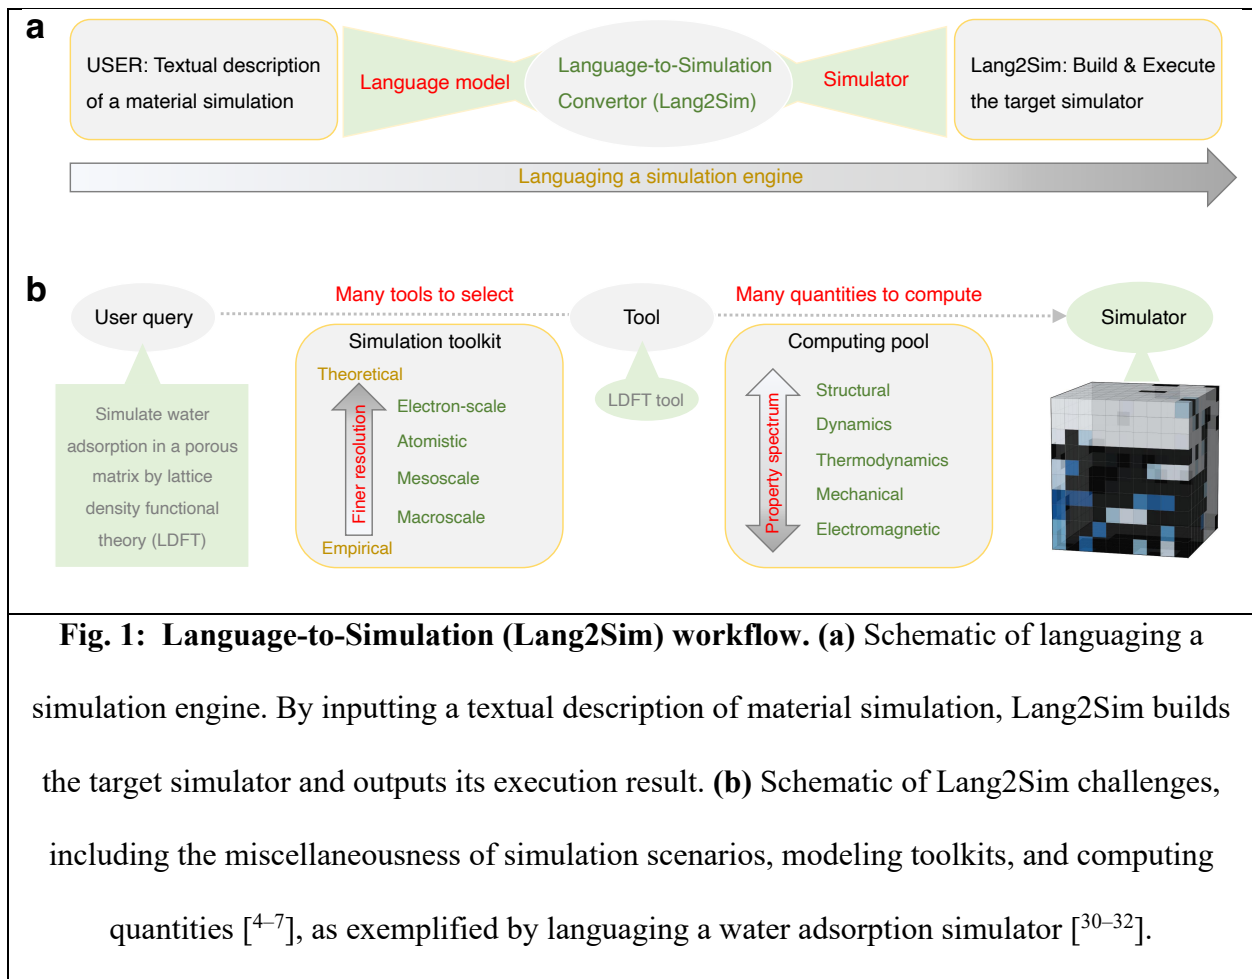 a
USER: Textual description
of a material simulation
Language model
Language-to-Simulation
Convertor (Lang2Sim)
Simulator
Lang2Sim: Build & Execute
the target simulator
Languaging a simulation engine
b
User query
Many tools to select
Tool
Many quantities to compute
Simulator
Simulate water
adsorption in a porous
matrix by lattice
density functional
theory (LDFT)
Simulation toolkit
Theoretical
Finer resolution
Empirical
Electron-scale
Atomistic
Mesoscale
Macroscale
LDFT tool
Computing pool
Property spectrum
Structural
Dynamics
Thermodynamics
Mechanical
Electromagnetic
Fig. 1: Language-to-Simulation (Lang2Sim) workflow. (a) Schematic of languaging a
simulation engine. By inputting a textual description of material simulation, Lang2Sim builds
the target simulator and outputs its execution result. (b) Schematic of Lang2Sim challenges,
including the miscellaneousness of simulation scenarios, modeling toolkits, and computing
quantities [4–7], as exemplified by languaging a water adsorption simulator [30–32].